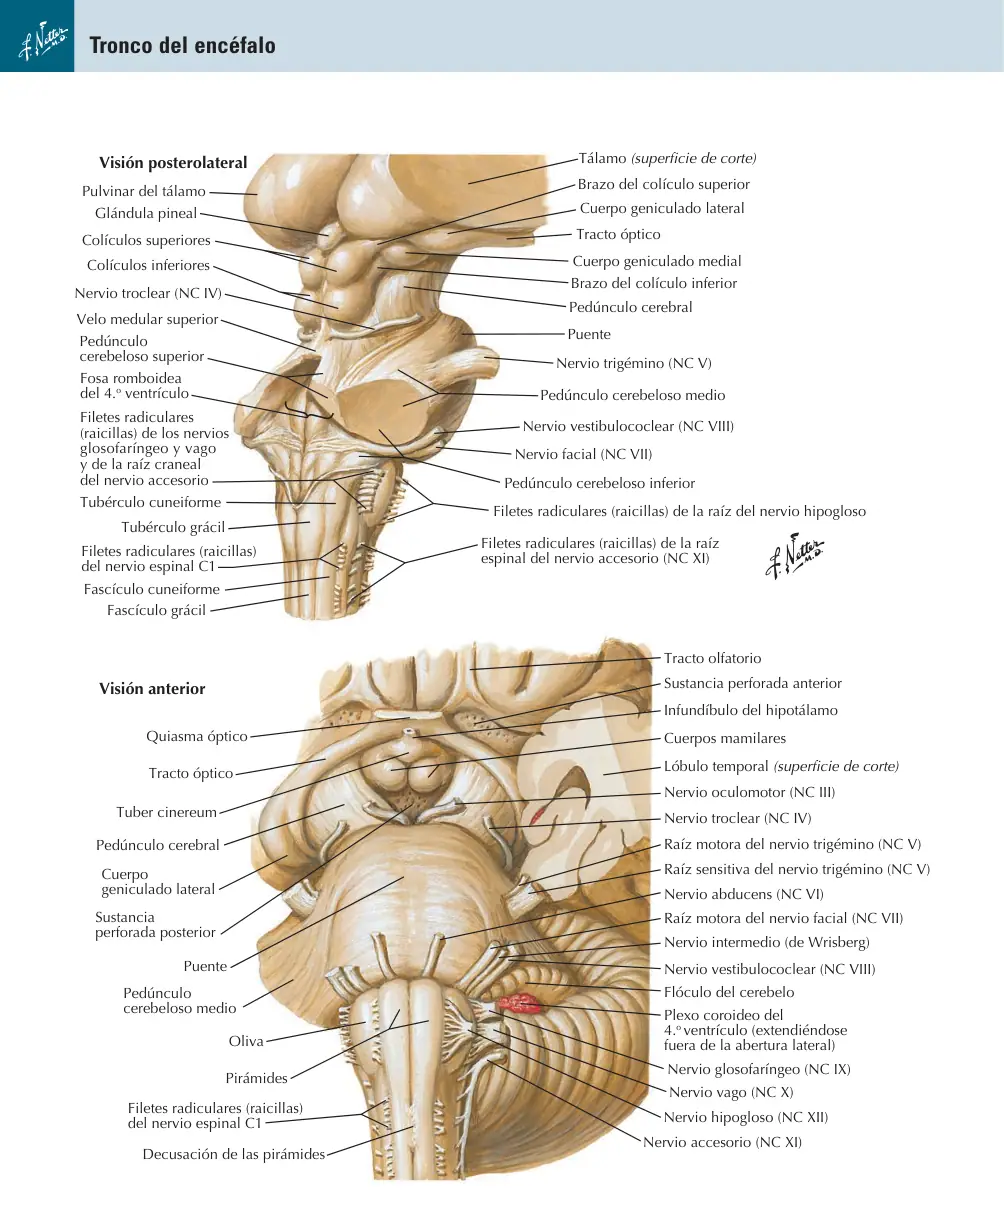 F. Netter M.D.
Tronco del encéfalo
Visión posterolateral
Pulvinar del tálamo
Glándula pineal
Colículos superiores
Colículos inferiores
Nervio troclear (NC IV)
Velo medular superior
Pedúnculo
cerebeloso superior
Fosa romboidea
del 4.º ventrículo
Filetes radiculares
(raicillas) de los nervios
glosofaríngeo y vago
y de la raíz craneal
del nervio accesorio
Tubérculo cuneiforme
Tubérculo grácil
Filetes radiculares (raicillas)
del nervio espinal C1
Fascículo cuneiforme
Fascículo grácil
Tálamo (superficie de corte)
Brazo del colículo superior
Cuerpo geniculado lateral
Tracto óptico
Cuerpo geniculado medial
Brazo del colículo inferior
Pedúnculo cerebral
Puente
Nervio trigémino (NC V)
Pedúnculo cerebeloso medio
Nervio vestibulococlear (NC VIII)
Nervio facial (NC VII)
Pedúnculo cerebeloso inferior
Filetes radiculares (raicillas) de la raíz del nervio hipogloso
Filetes radiculares (raicillas) de la raíz
espinal del nervio accesorio (NC XI)
F. Netter M.D.
Visión anterior
Quiasma óptico
Tracto óptico
Tuber cinereum
Pedúnculo cerebral
Cuerpo
geniculado lateral
Sustancia
perforada posterior
Puente
Pedúnculo
cerebeloso medio
Oliva
Pirámides
Filetes radiculares (raicillas)
del nervio espinal C1
Decusación de las pirámides
Tracto olfatorio
Sustancia perforada anterior
Infundíbulo del hipotálamo
Cuerpos mamilares
Lóbulo temporal (superficie de corte)
Nervio oculomotor (NC III)
Nervio troclear (NC IV)
Raíz motora del nervio trigémino (NC V)
Raíz sensitiva del nervio trigémino (NC V)
Nervio abducens (NC VI)
Raíz motora del nervio facial (NC VII)
Nervio intermedio (de Wrisberg)
Nervio vestibulococlear (NC VIII)
Flóculo del cerebelo
Plexo coroideo del
4.º ventrículo (extendiéndose
fuera de la abertura lateral)
Nervio glosofaríngeo (NC IX)
Nervio vago (NC X)
Nervio hipogloso (NC XII)
Nervio accesorio (NC XI)